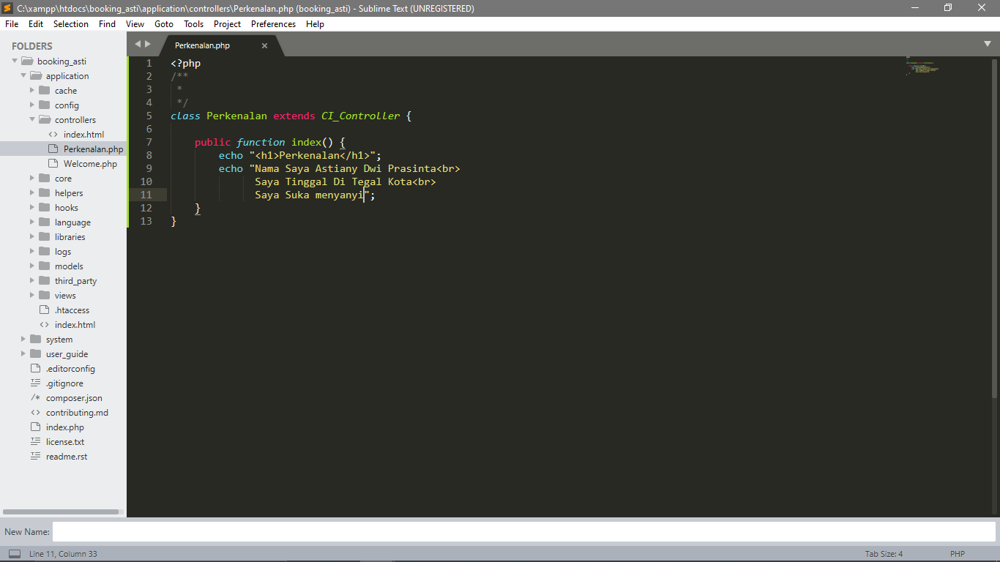 C:\xampp\htdocs\booking_asti\application\controllers\Perkenalan.php (booking_asti) - Sublime Text (UNREGISTERED)
File Edit Selection Find View Goto Tools Project Preferences Help
FOLDERS
booking_asti
application
cache
config
controllers
<> index.html
Perkenalan.php
Welcome.php
core
helpers
hooks
language
libraries
logs
models
third_party
views
.htaccess
<> index.html
system
user_guide
.editorconfig
.gitignore
/* composer.json
<> contributing.md
index.php
license.txt
readme.rst
Perkenalan.php ×
1 <?php
2 /**
3  *
4  */
5 class Perkenalan extends CI_Controller {
6
7     public function index() {
8         echo "<h1>Perkenalan</h1>";
9         echo "Nama Saya Astiany Dwi Prasinta<br>
10               Saya Tinggal Di Tegal Kota<br>
11               Saya Suka menyanyi";
12     }
13 }
New Name:
Line 11, Column 33
Tab Size: 4
PHP